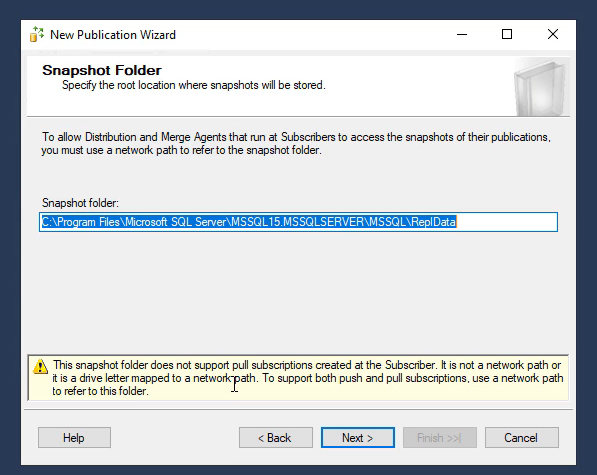 New Publication Wizard
Snapshot Folder
Specify the root location where snapshots will be stored.
To allow Distribution and Merge Agents that run at Subscribers to access the snapshots of their publications,
you must use a network path to refer to the snapshot folder.
Snapshot folder:
C:\Program Files\Microsoft SQL Server\MSSQL15.MSSQLSERVER\MSSQL\ReplData
This snapshot folder does not support pull subscriptions created at the Subscriber. It is not a network path or
it is a drive letter mapped to a network path. To support both push and pull subscriptions, use a network path
to refer to this folder.
Help
< Back
Next >
Finish >>|
Cancel